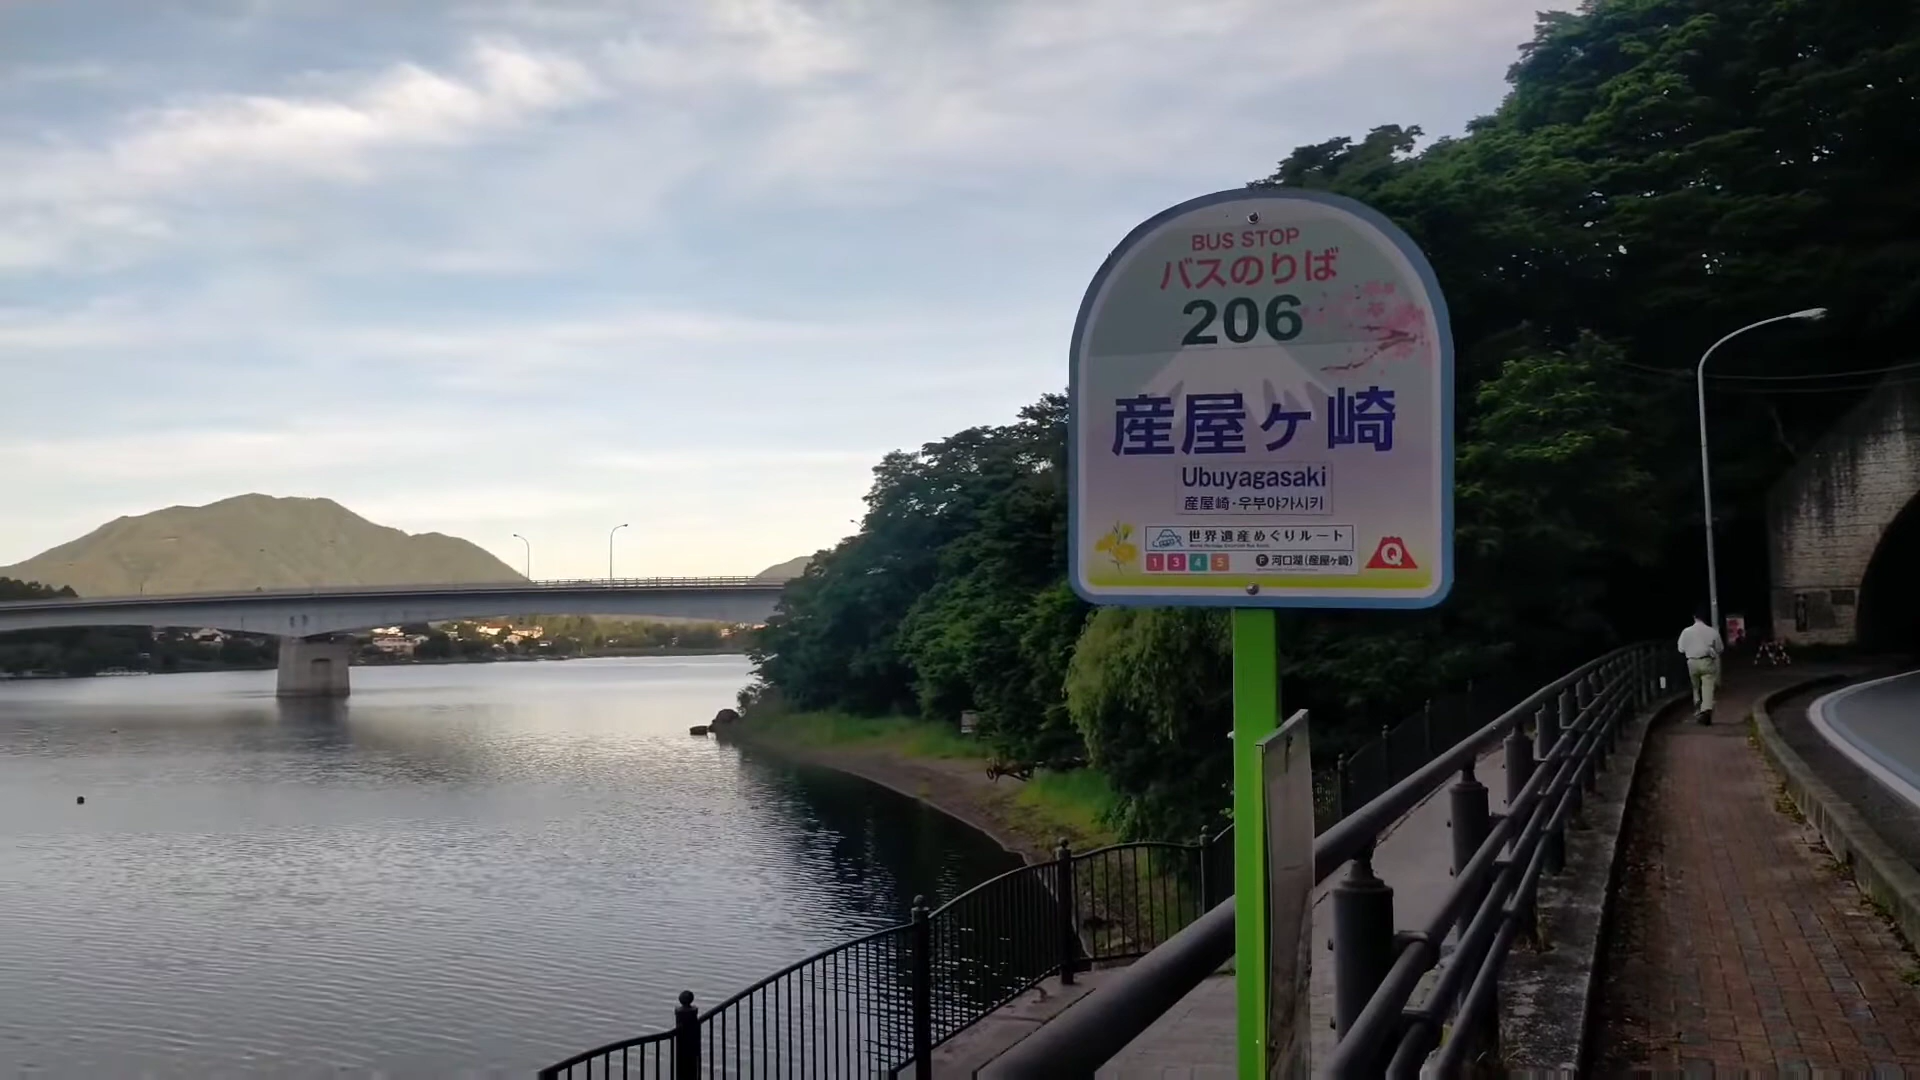 BUS STOP
バスのりば
206
産屋ヶ崎
Ubuyagasaki
産屋崎・우부야가사키
世界遺産めぐりルート
1 3 4 5
F 河口湖(産屋ヶ崎)
Q